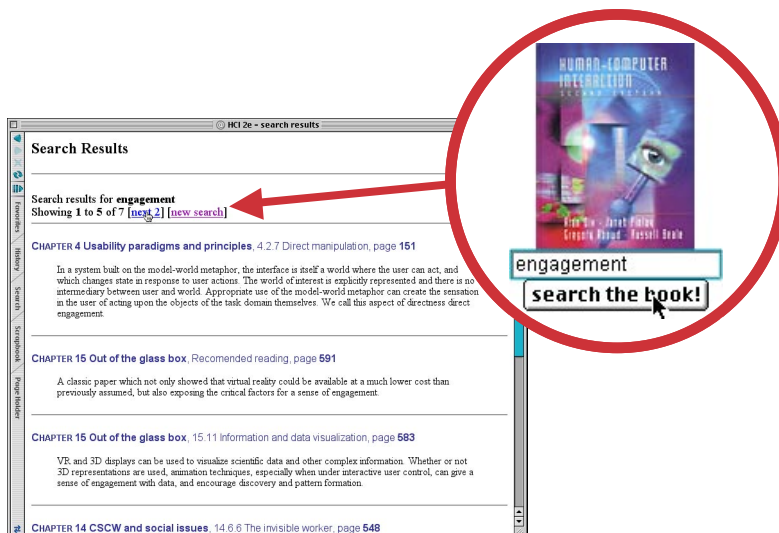 HUMAN-COMPUTER
INTERACTION
SECOND EDITION
Alan Dix - Janet Finlay
Gregory Abowd - Russell Beale
engagement
search the book!
HCI 2e - search results
Search Results
Search results for engagement
Showing 1 to 5 of 7 [next 2] [new search]
CHAPTER 4 Usability paradigms and principles, 4.2.7 Direct manipulation, page 151
In a system built on the model-world metaphor, the interface is itself a world where the user can act, and
which changes state in response to user actions. The world of interest is explicitly represented and there is no
intermediary between user and world. Appropriate use of the model-world metaphor can create the sensation
in the user of acting upon the objects of the task domain themselves. We call this aspect of directness direct
engagement.
CHAPTER 15 Out of the glass box, Recomended reading, page 591
A classic paper which not only showed that virtual reality could be available at a much lower cost than
previously assumed, but also exposing the critical factors for a sense of engagement.
CHAPTER 15 Out of the glass box, 15.11 Information and data visualization, page 583
VR and 3D displays can be used to visualize scientific data and other complex information. Whether or not
3D representations are used, animation techniques, especially when under interactive user control, can give a
sense of engagement with data, and encourage discovery and pattern formation.
CHAPTER 14 CSCW and social issues, 14.6.6 The invisible worker, page 548
Favorites
History
Search
Scrapbook
Page Holder